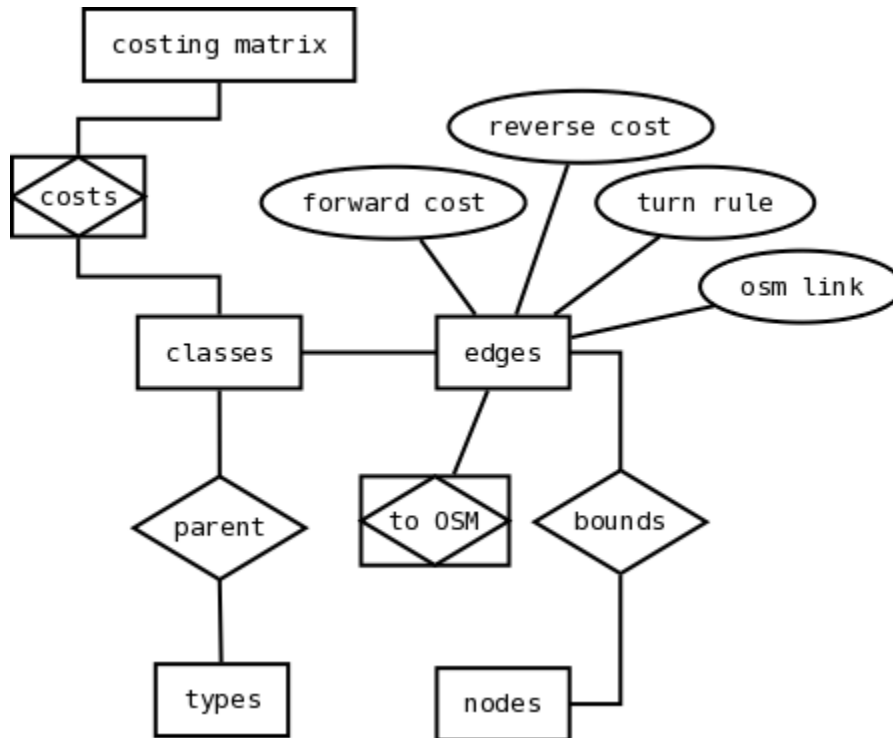 costing matrix
reverse cost
costs
forward cost
turn rule
osm link
classes
edges
parent
to OSM
bounds
types
nodes